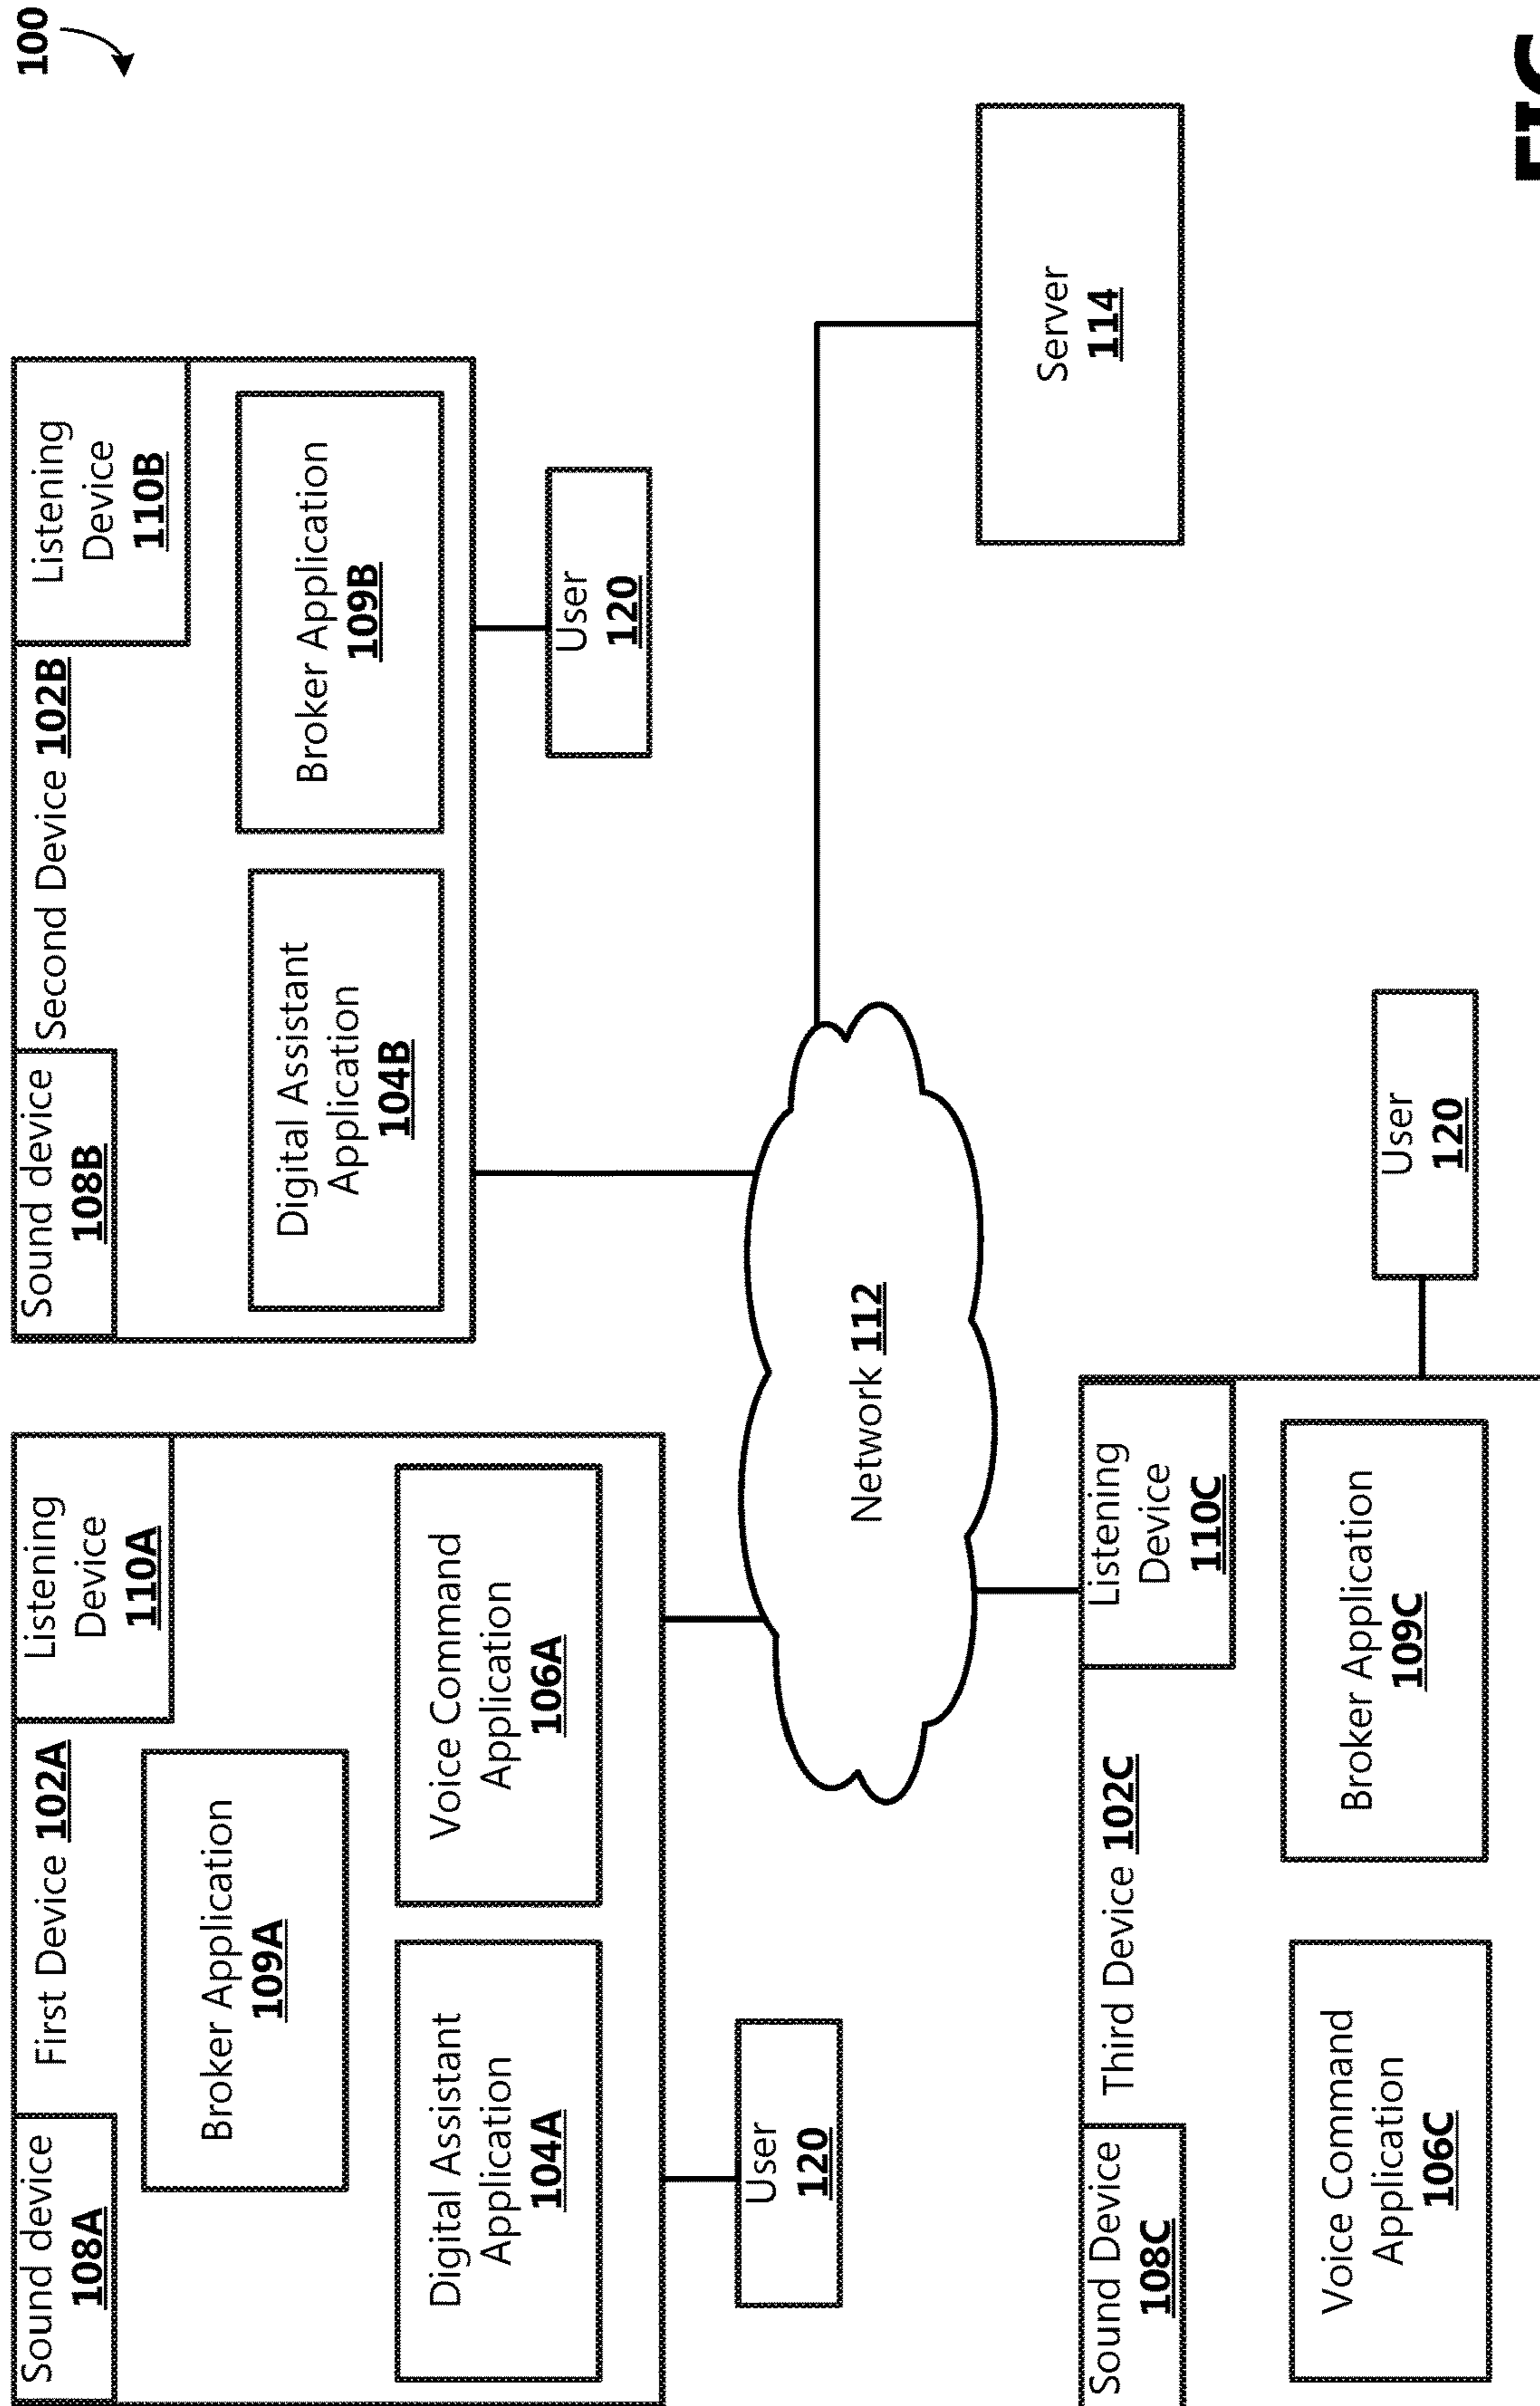 100
Sound device
108A
First Device 102A
Listening
Device
110A
Broker Application
109A
Digital Assistant
Application
104A
Voice Command
Application
106A
User
120
Sound device
108B
Second Device 102B
Listening
Device
110B
Digital Assistant
Application
104B
Broker Application
109B
User
120
Network 112
Server
114
Sound Device
108C
Third Device 102C
Listening
Device
110C
Voice Command
Application
106C
Broker Application
109C
User
120